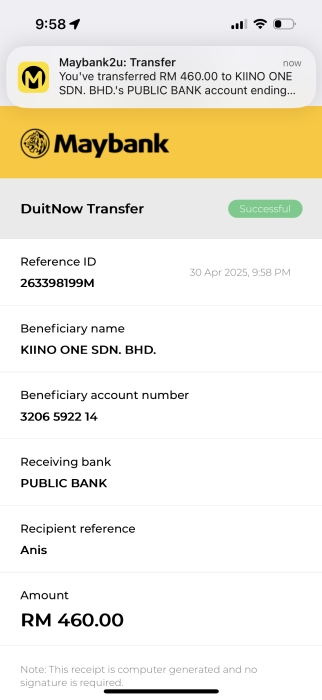 9:58
Maybank2u: Transfer
now
You've transferred RM 460.00 to KIINO ONE
SDN. BHD.'s PUBLIC BANK account ending...
Maybank
DuitNow Transfer
Successful
Reference ID
30 Apr 2025, 9:58 PM
263398199M
Beneficiary name
KIINO ONE SDN. BHD.
Beneficiary account number
3206 5922 14
Receiving bank
PUBLIC BANK
Recipient reference
Anis
Amount
RM 460.00
Note: This receipt is computer generated and no
signature is required.